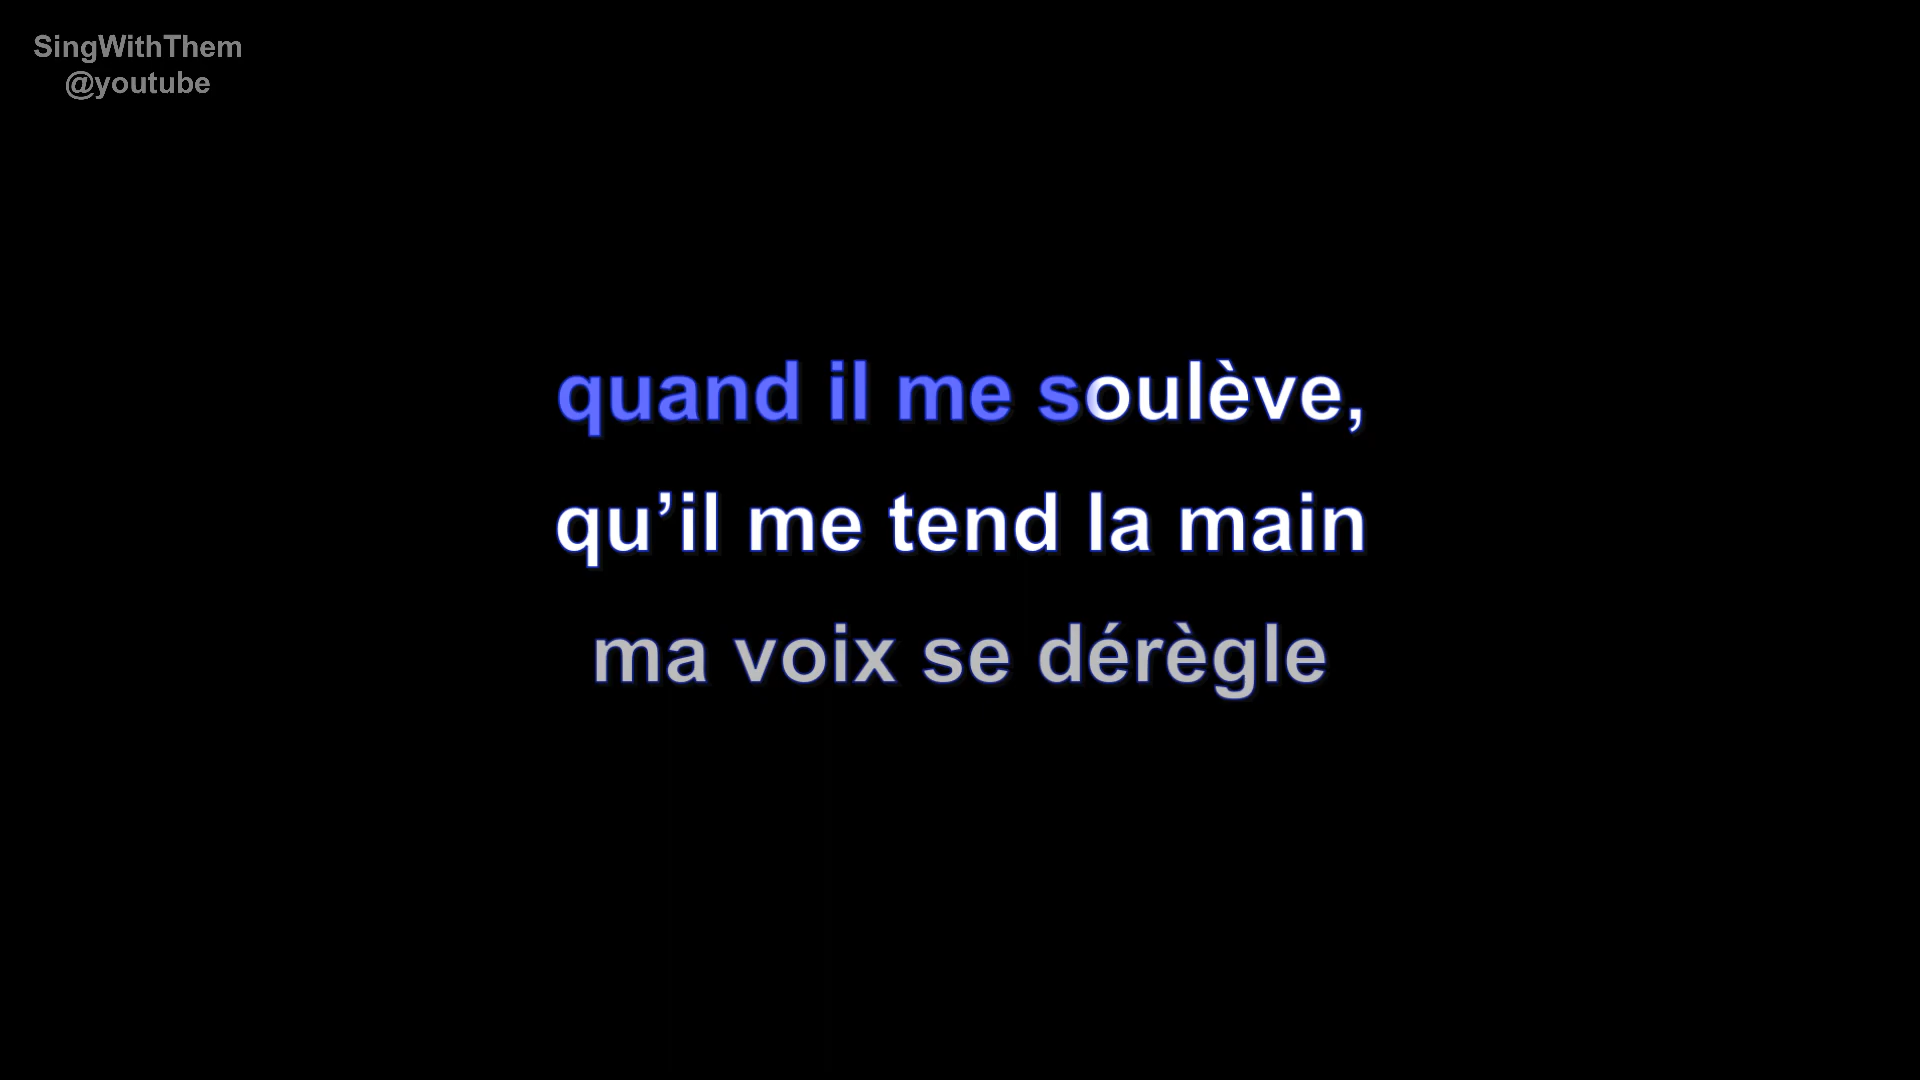 SingWithThem
@youtube
quand il me soulève,
qu’il me tend la main
ma voix se dérègle